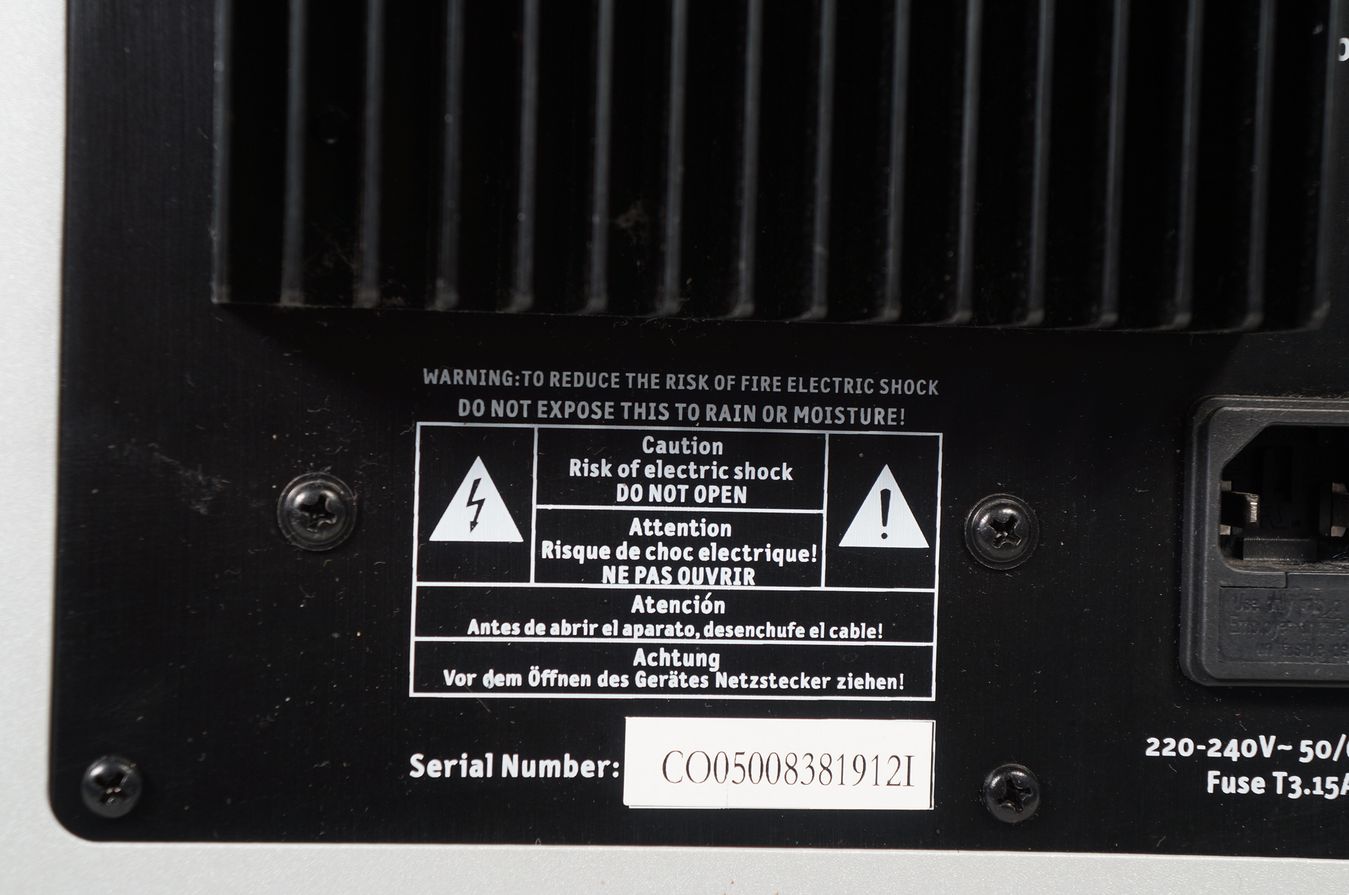 WARNING:TO REDUCE THE RISK OF FIRE ELECTRIC SHOCK
DO NOT EXPOSE THIS TO RAIN OR MOISTURE!
Caution
Risk of electric shock
DO NOT OPEN
Attention
Risque de choc electrique!
NE PAS OUVRIR
Atención
Antes de abrir el aparato, desenchufe el cable!
Achtung
Vor dem Öffnen des Gerätes Netzstecker ziehen!
Serial Number: CO05008381912I
220-240V~ 50/
Fuse T3.15A